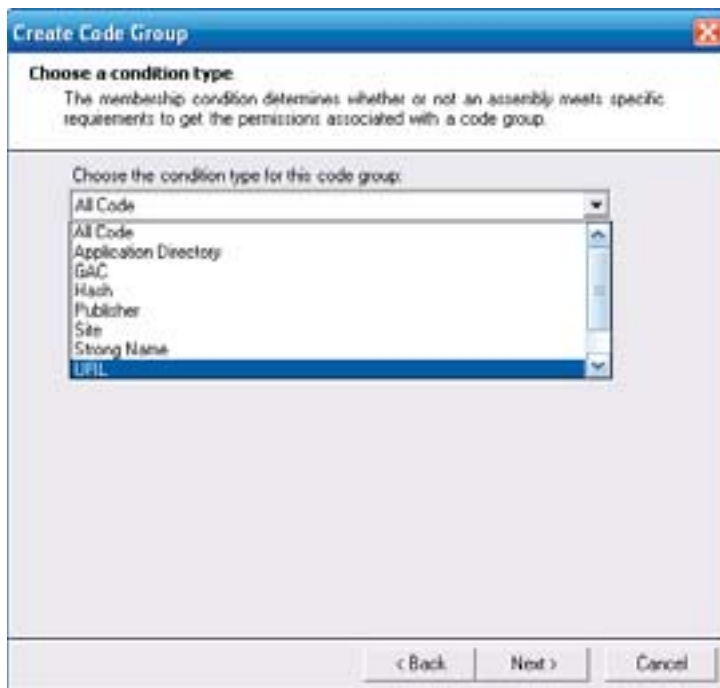 Create Code Group
Choose a condition type
The membership condition determines whether or not an assembly meets specific
requirements to get the permissions associated with a code group.
Choose the condition type for this code group:
All Code
All Code
Application Directory
GAC
Hash
Publisher
Site
Strong Name
URL
< Back
Next >
Cancel